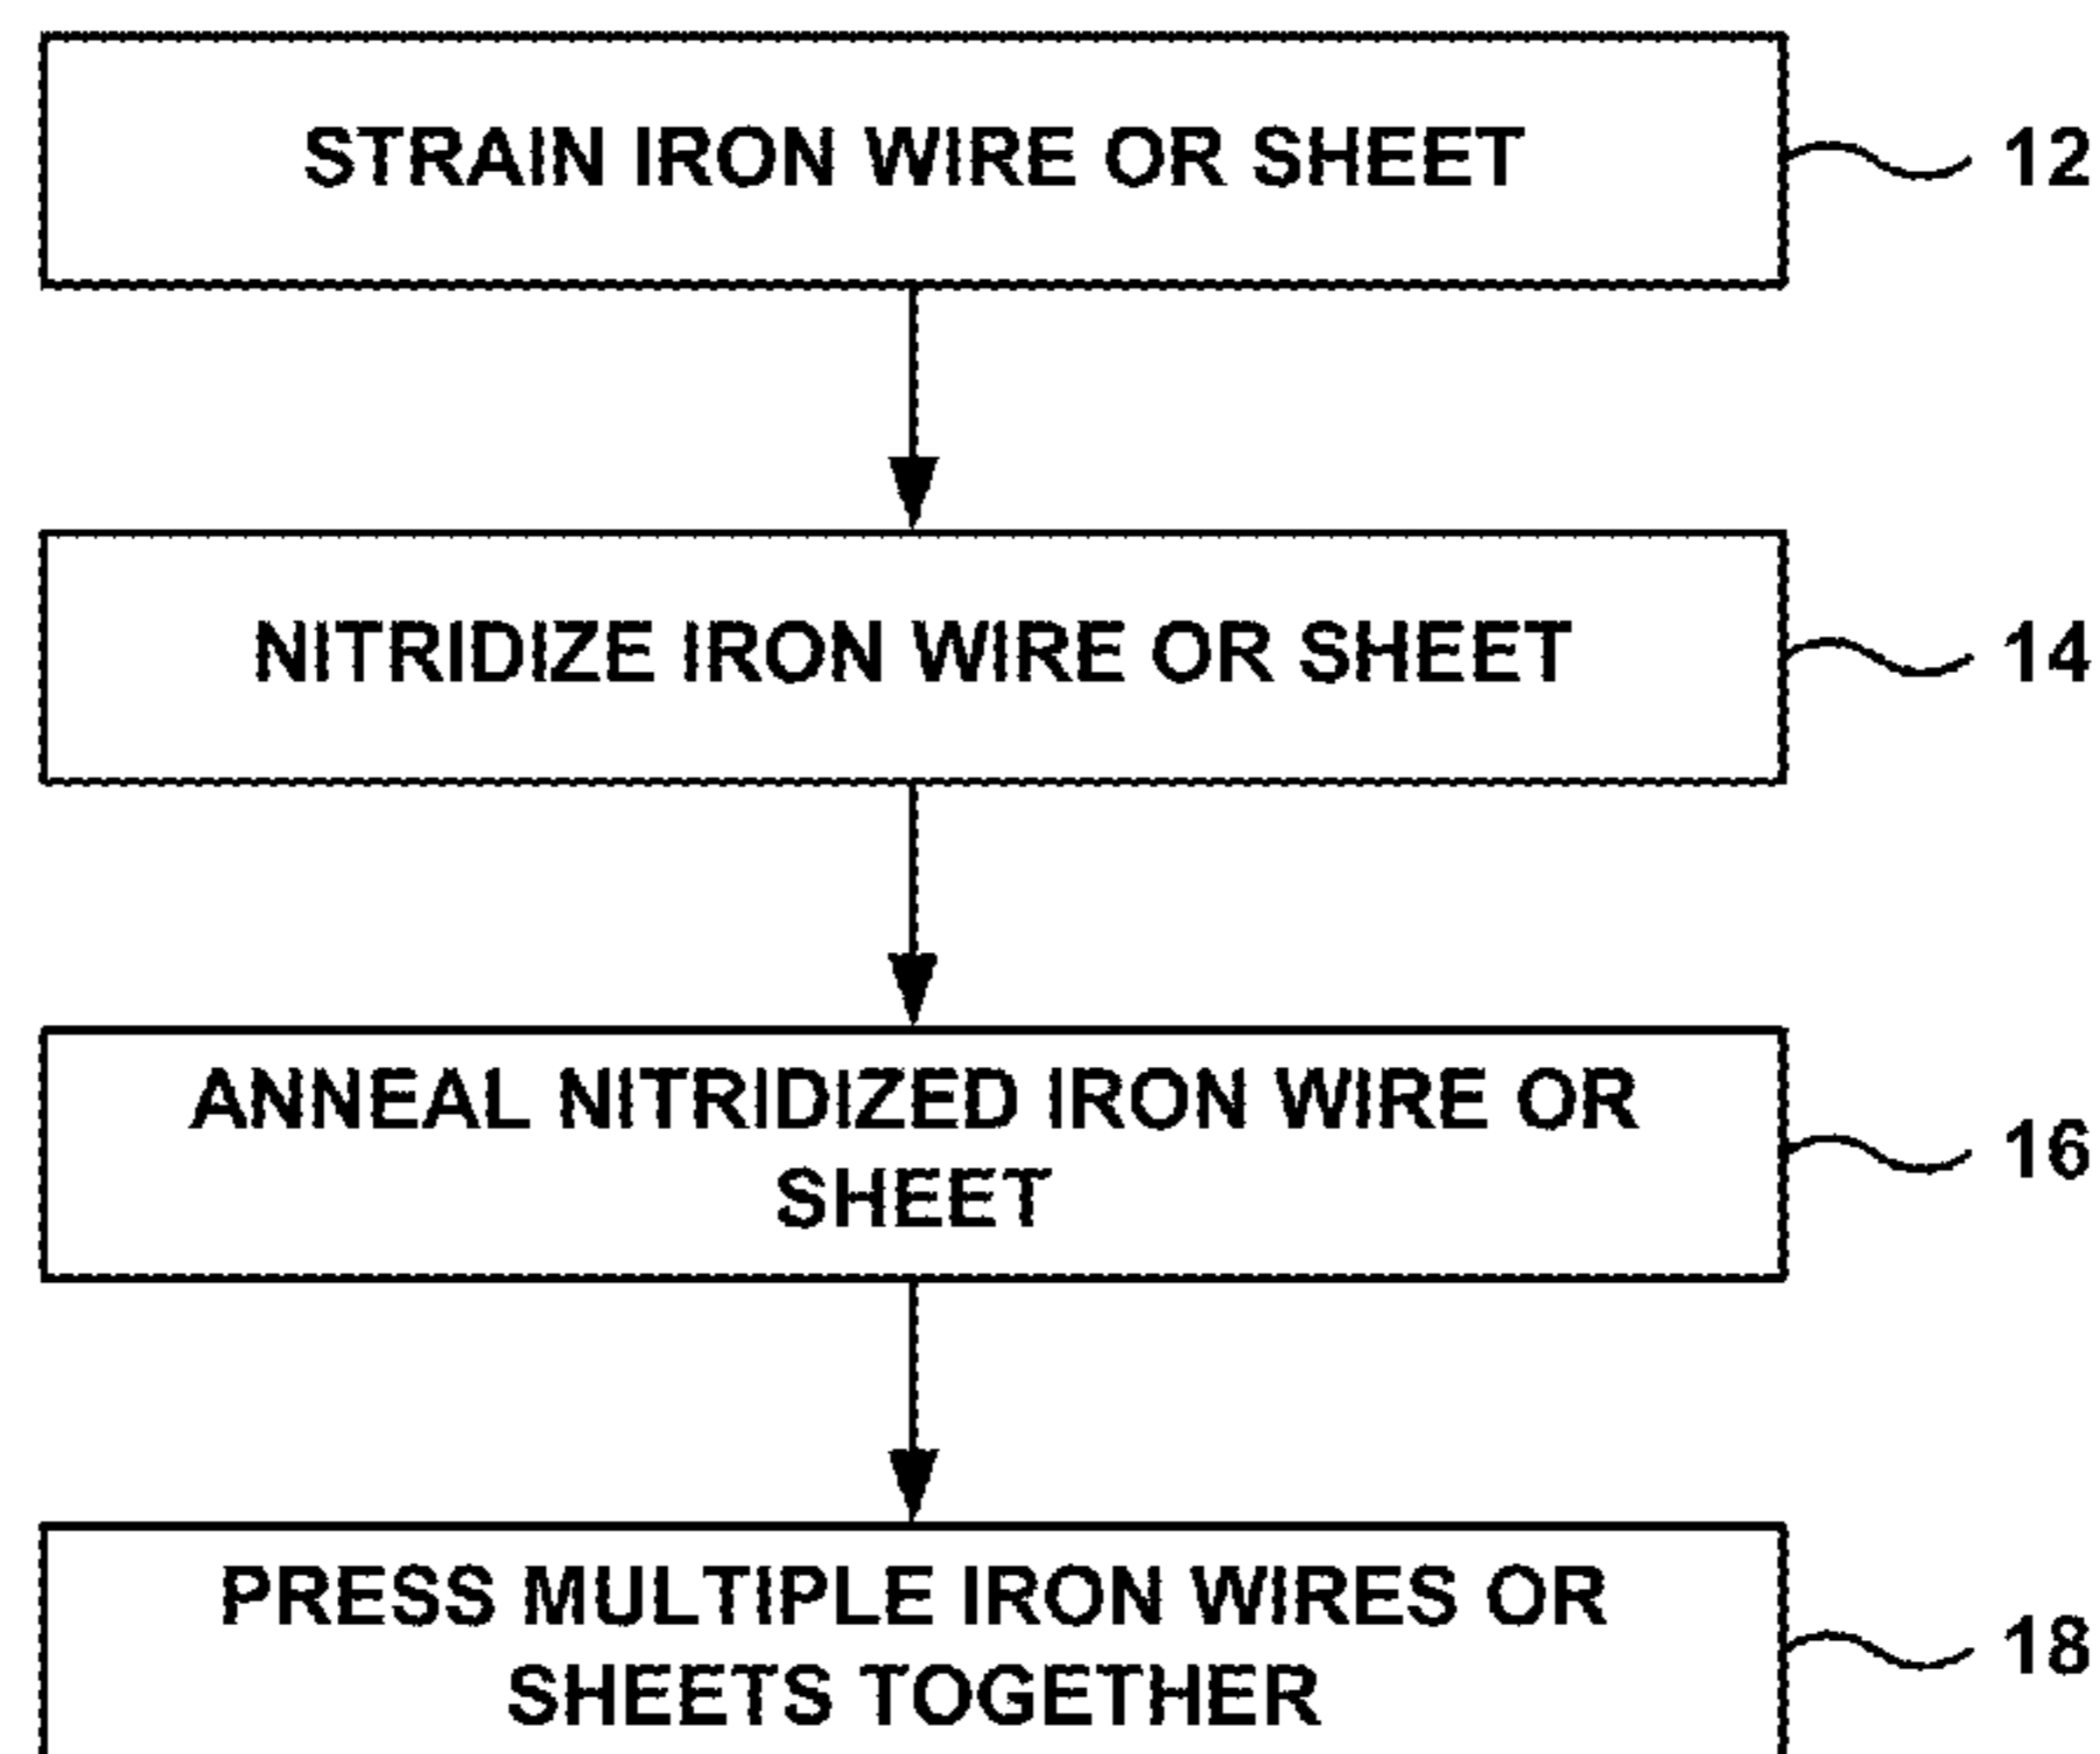 STRAIN IRON WIRE OR SHEET
12
NITRIDIZE IRON WIRE OR SHEET
14
ANNEAL NITRIDIZED IRON WIRE OR
SHEET
16
PRESS MULTIPLE IRON WIRES OR
SHEETS TOGETHER
18